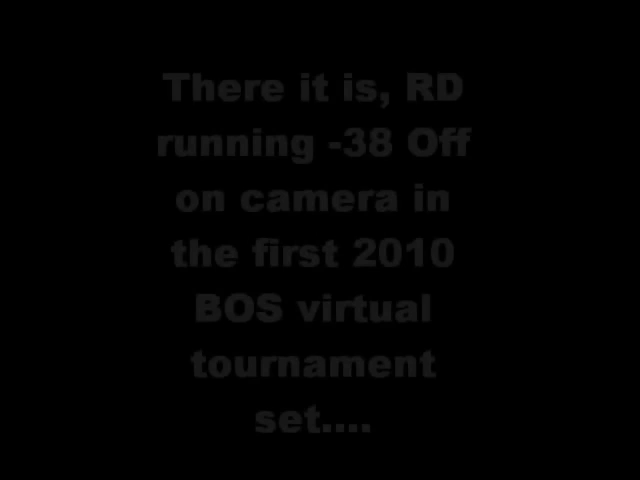 There it is, RD
running -38 Off
on camera in
the first 2010
BOS virtual
tournament
set....